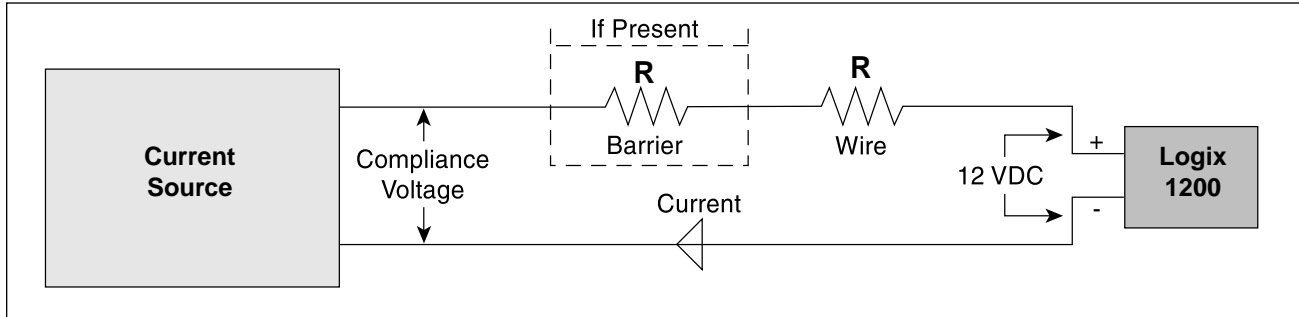 If Present
R
R
Barrier
Wire
Current
Source
Compliance
Voltage
12 VDC
+
-
Logix
1200
Current